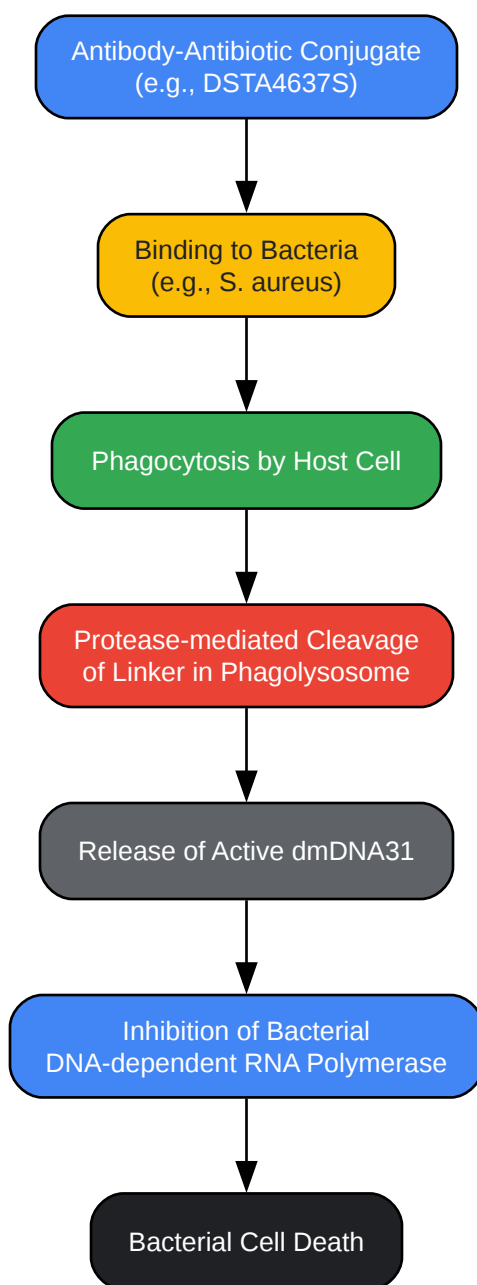 Antibody-Antibiotic Conjugate
(e.g., DSTA4637S)
Binding to Bacteria
(e.g., S. aureus)
Phagocytosis by Host Cell
Protease-mediated Cleavage
of Linker in Phagolysosome
Release of Active dmDNA31
Inhibition of Bacterial
DNA-dependent RNA Polymerase
Bacterial Cell Death